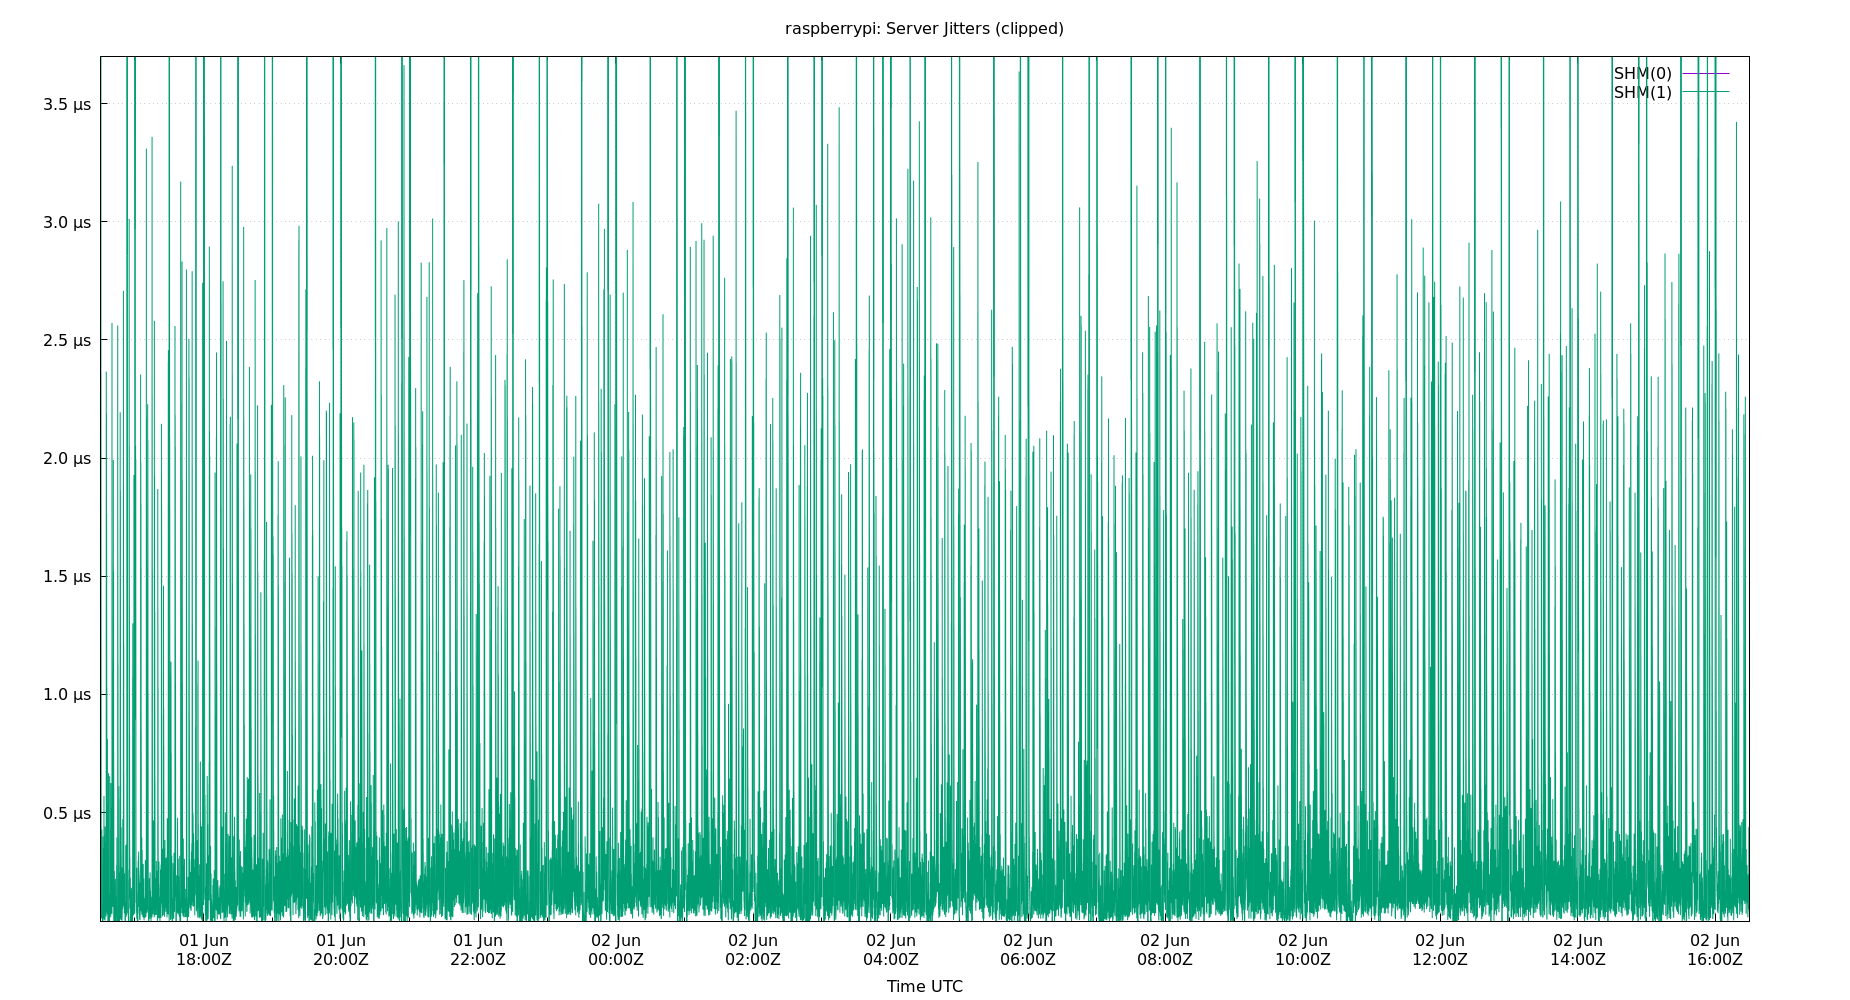 raspberrypi: Server Jitters (clipped)
SHM(0)
SHM(1)
3.5 μs
3.0 μs
2.5 μs
2.0 μs
1.5 μs
1.0 μs
0.5 μs
01 Jun 01 Jun 01 Jun 02 Jun 02 Jun 02 Jun 02 Jun 02 Jun 02 Jun 02 Jun 02 Jun 02 Jun
18:00Z 20:00Z 22:00Z 00:00Z 02:00Z 04:00Z 06:00Z 08:00Z 10:00Z 12:00Z 14:00Z 16:00Z
Time UTC